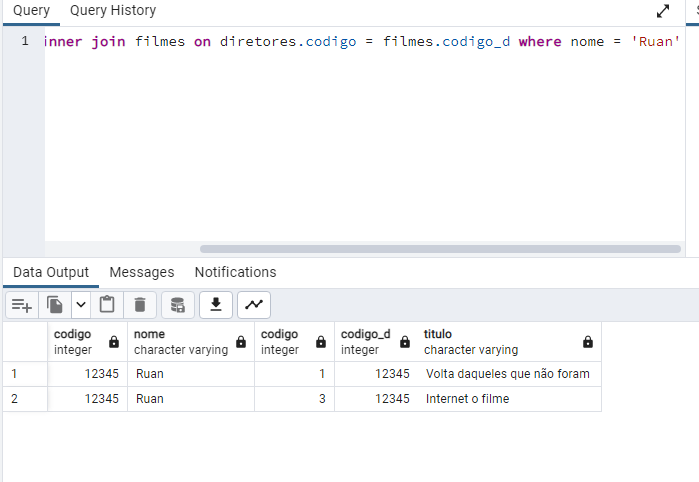 Query Query History
1 inner join filmes on diretores.codigo = filmes.codigo_d where nome = 'Ruan'
Data Output Messages Notifications
codigo nome codigo codigo_d titulo
integer character varying integer integer character varying
1 12345 Ruan 1 12345 Volta daqueles que não foram
2 12345 Ruan 3 12345 Internet o filme